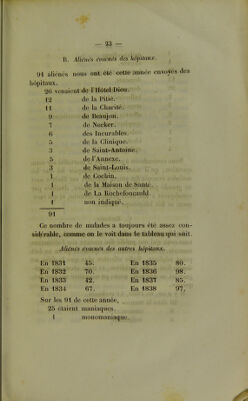 — 23 —
B. Aliénés envoyés des hôpitaux.
91 aliénés nous ont été cette année envoyés des
hôpitaux.
26 venaient de l'Hôtel-Dieu.
12 de la Pitié.
11 de la Charité.
9 de Beaujon.
7 de Necker.
6 des Incurables.
5 de la Clinique.
3 de Saint-Antoine.
5 de l'Annexe.
3 de Saint-Louis.
1 de Cochin.
1 de la Maison de Santé.
1 de La Rochefoucauld.
1 non indiqué.
91
Ce nombre de malades a toujours été assez con-
sidérable, comme on le voit dans le tableau qui suit.
Aliénés envoyés des autres hôpitaux.
En 1831 45. En 1835 80.
En 1832 70. En 1836 98.
En 1833 42. En 1837 85.
En 1834 67. En 1838 97.
Sur les 91 de cette année,
25 étaient maniaques.
1 monomaniaque.